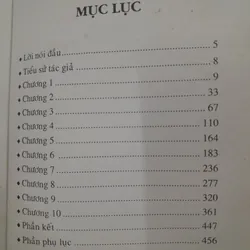 MỤC LỤC
♦ Lời nói đầu 5
♦ Tiểu sử tác giả 8
♦ Chương 1 9
♦ Chương 2 33
♦ Chương 3 67
♦ Chương 4 110
♦ Chương 5 164
♦ Chương 6 183
♦ Chương 7 236
♦ Chương 8 277
♦ Chương 9 320
♦ Chương 10 361
♦ Phần kết 447
♦ Phần phụ lục 456